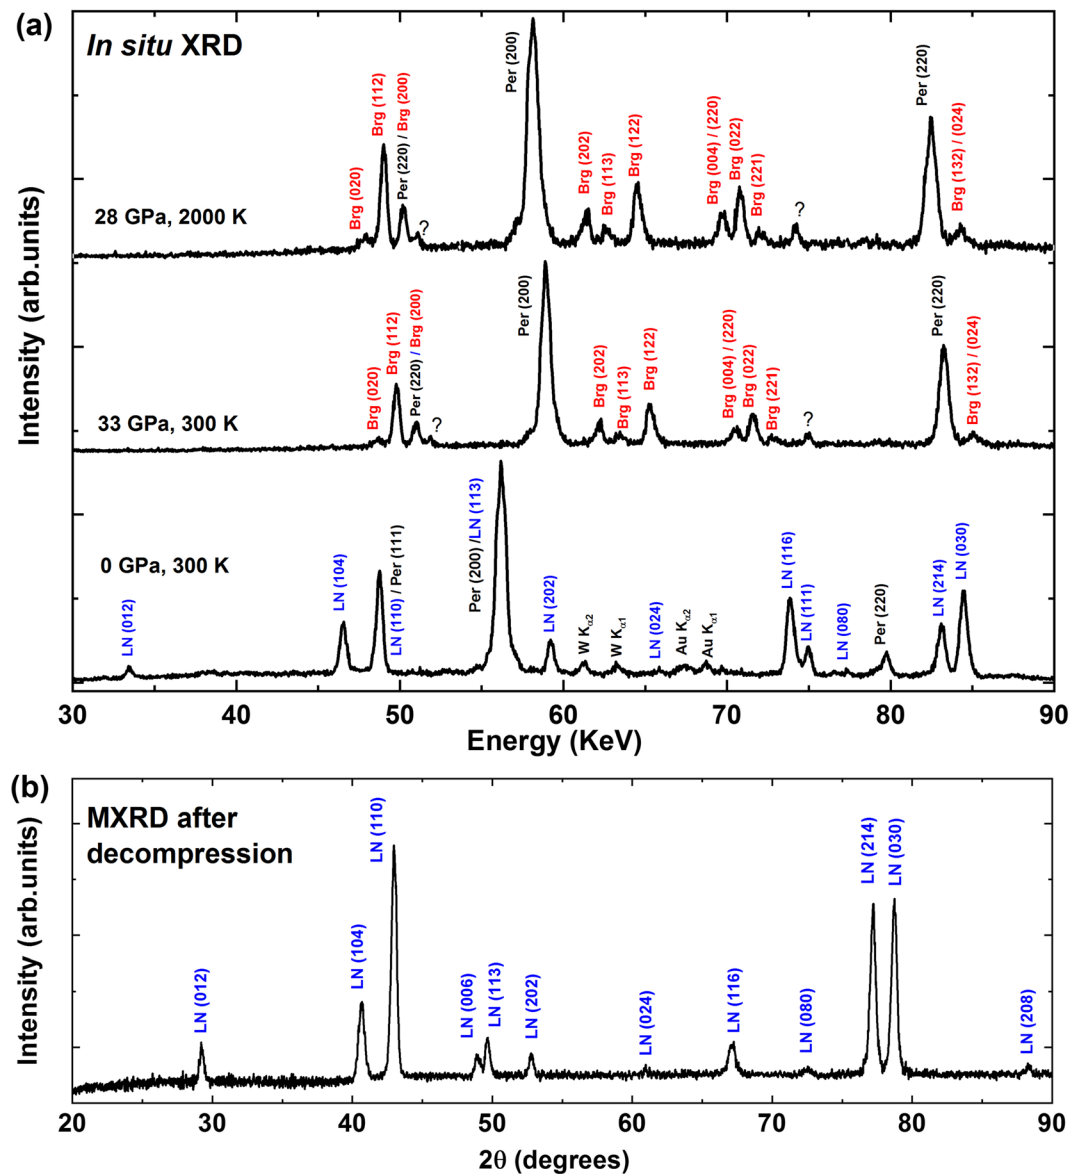 (a)
In situ XRD
28 GPa, 2000 K
Brg (020)
Brg (112)
Per (220) / Brg (200)
?
Per (200)
Brg (202)
Brg (113)
Brg (122)
Brg (004) / (220)
Brg (022)
Brg (221)
?
Per (220)
Brg (132) / (024)
33 GPa, 300 K
Brg (020)
Brg (112)
Per (220) / Brg (200)
?
Per (200)
Brg (202)
Brg (113)
Brg (122)
Brg (004) / (220)
Brg (022)
Brg (221)
?
Per (220)
Brg (132) / (024)
0 GPa, 300 K
LN (012)
LN (104)
LN (110) / Per (111)
Per (200) /LN (113)
LN (202)
W Kα2
W Kα1
LN (024)
Au Kα2
Au Kα1
LN (116)
LN (111)
LN (080)
Per (220)
LN (214)
LN (030)
Intensity (arb.units)
30 40 50 60 70 80 90
Energy (KeV)
(b)
MXRD after
decompression
LN (012)
LN (104)
LN (110)
LN (006)
LN (113)
LN (202)
LN (024)
LN (116)
LN (080)
LN (214)
LN (030)
LN (208)
Intensity (arb.units)
20 30 40 50 60 70 80 90
2θ (degrees)